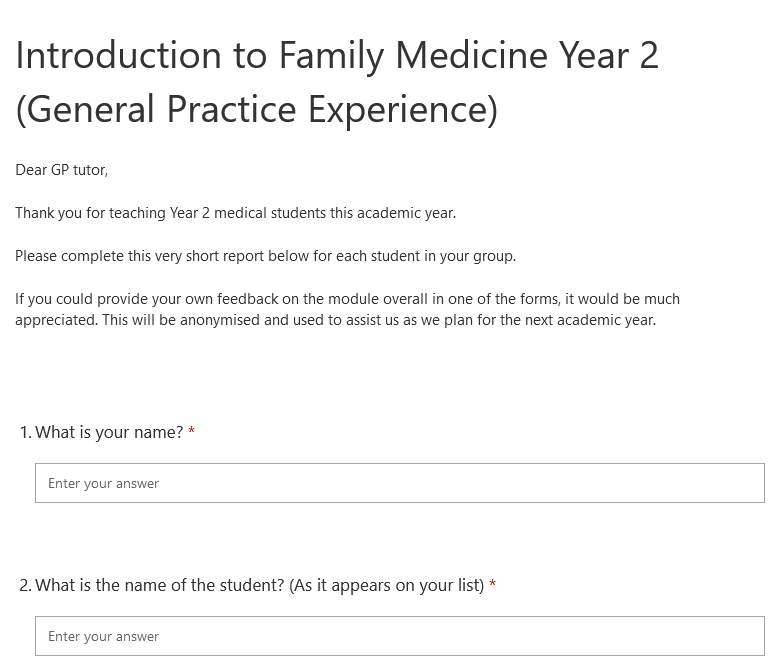 Introduction to Family Medicine Year 2
(General Practice Experience)
Dear GP tutor,
Thank you for teaching Year 2 medical students this academic year.
Please complete this very short report below for each student in your group.
If you could provide your own feedback on the module overall in one of the forms, it would be much
appreciated. This will be anonymised and used to assist us as we plan for the next academic year.
1. What is your name? *
Enter your answer
2. What is the name of the student? (As it appears on your list) *
Enter your answer